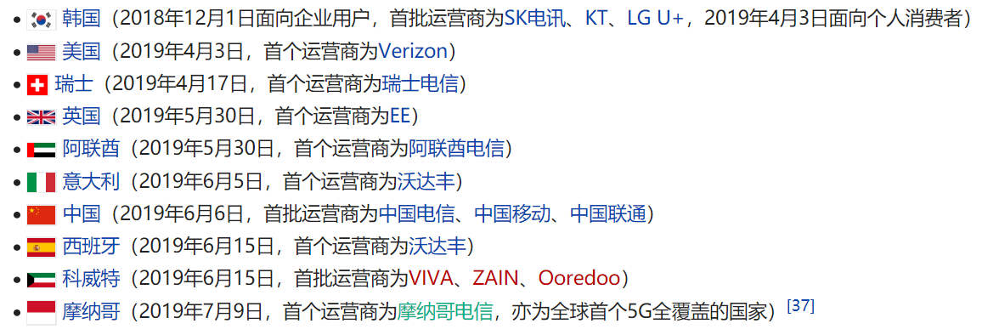 韩国(2018年12月1日面向企业用户,首批运营商为SK电讯、KT、LG U+,2019年4月3日面向个人消费者)
美国(2019年4月3日,首个运营商为Verizon)
瑞士(2019年4月17日,首个运营商为瑞士电信)
英国(2019年5月30日,首个运营商为EE)
阿联酋(2019年5月30日,首个运营商为阿联酋电信)
意大利(2019年6月5日,首个运营商为沃达丰)
中国(2019年6月6日,首批运营商为中国电信、中国移动、中国联通)
西班牙(2019年6月15日,首个运营商为沃达丰)
科威特(2019年6月15日,首批运营商为VIVA、ZAIN、Ooredoo)
摩纳哥(2019年7月9日,首个运营商为摩纳哥电信,亦为全球首个5G全覆盖的国家)[37]